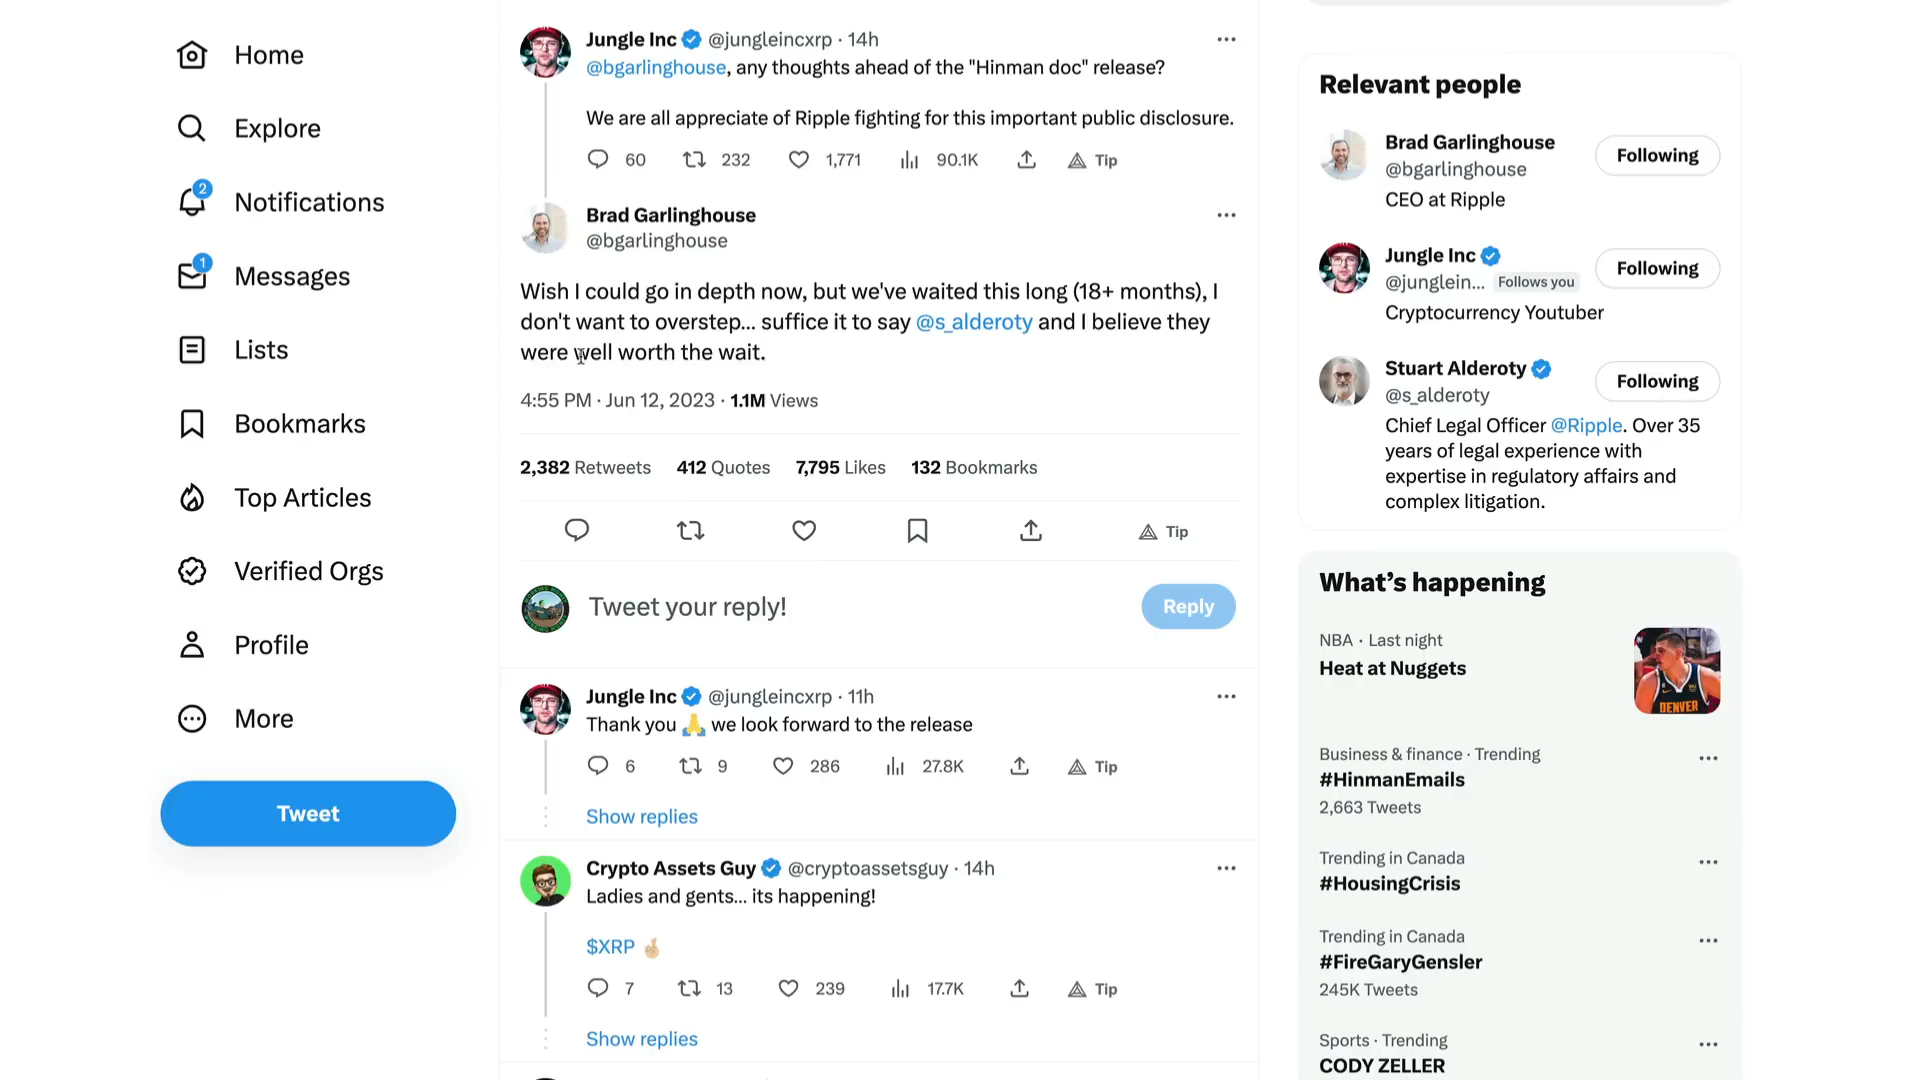 Home
Explore
2
Notifications
1
Messages
Lists
Bookmarks
Top Articles
Verified Orgs
Profile
More
Tweet
Jungle Inc @jungleincxrp · 14h
@bgarlinghouse, any thoughts ahead of the "Hinman doc" release?
We are all appreciate of Ripple fighting for this important public disclosure.
60 232 1,771 90.1K Tip
Brad Garlinghouse
@bgarlinghouse
Wish I could go in depth now, but we've waited this long (18+ months), I
don't want to overstep... suffice it to say @s_alderoty and I believe they
were well worth the wait.
4:55 PM · Jun 12, 2023 · 1.1M Views
2,382 Retweets 412 Quotes 7,795 Likes 132 Bookmarks
Tip
Tweet your reply!
Reply
Jungle Inc @jungleincxrp · 11h
Thank you 🙏 we look forward to the release
6 9 286 27.8K Tip
Show replies
Crypto Assets Guy @cryptoassetsguy · 14h
Ladies and gents... its happening!
$XRP 🤞🏼
7 13 239 17.7K Tip
Show replies
Relevant people
Brad Garlinghouse
@bgarlinghouse
Following
CEO at Ripple
Jungle Inc
@junglein... Follows you
Following
Cryptocurrency Youtuber
Stuart Alderoty
@s_alderoty
Following
Chief Legal Officer @Ripple. Over 35
years of legal experience with
expertise in regulatory affairs and
complex litigation.
What's happening
NBA · Last night
Heat at Nuggets
DENVER
Business & finance · Trending
#HinmanEmails
2,663 Tweets
Trending in Canada
#HousingCrisis
Trending in Canada
#FireGaryGensler
245K Tweets
Sports · Trending
CODY ZELLER